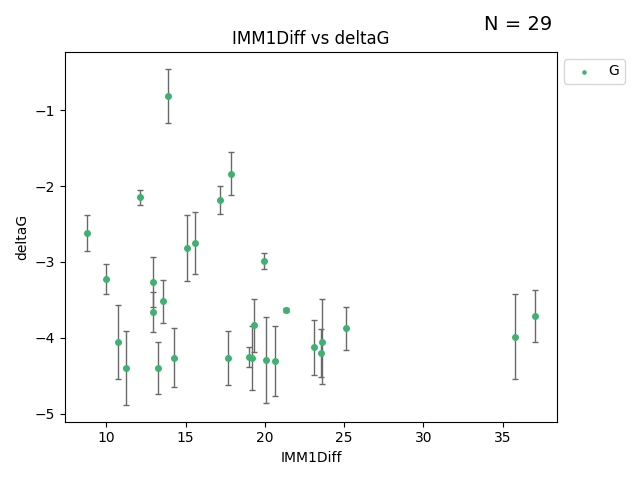 N = 29
IMM1Diff vs deltaG
G
−1
−2
−3
−4
−5
deltaG
10 15 20 25 30 35
IMM1Diff